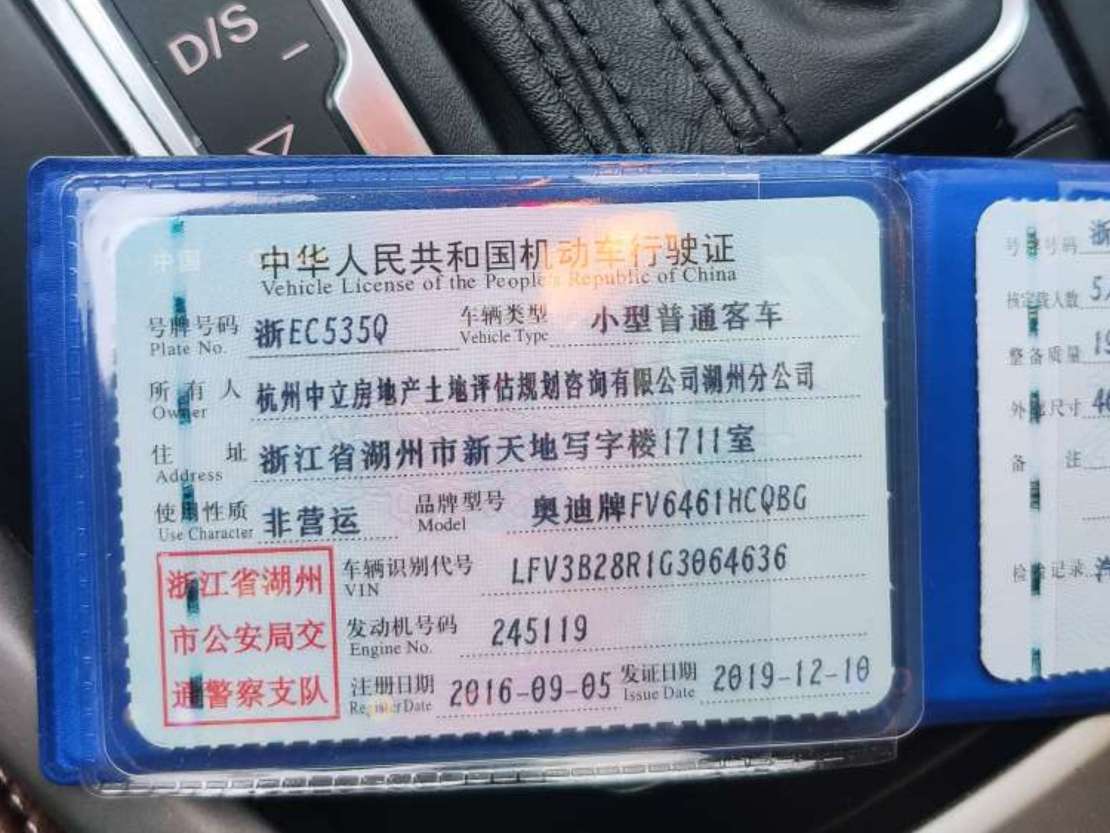 D/S
中国
中华人民共和国机动车行驶证
Vehicle License of the People's Republic of China
号牌号码 浙EC535Q 车辆类型 小型普通客车
Plate No. Vehicle Type
所有人 杭州中立房地产土地评估规划咨询有限公司湖州分公司
Owner
住址 浙江省湖州市新天地写字楼1711室
Address
使用性质 非营运 品牌型号 奥迪牌FV6461HCQBG
Use Character Model
浙江省湖州
市公安局交
通警察支队
车辆识别代号 LFV3B28R1G3064636
VIN
发动机号码 245119
Engine No.
注册日期 2016-09-05 发证日期 2019-12-10
Register Date Issue Date
号牌号码 浙
核定载人数 5
整备质量 19
外廓尺寸 48
备注
检验记录